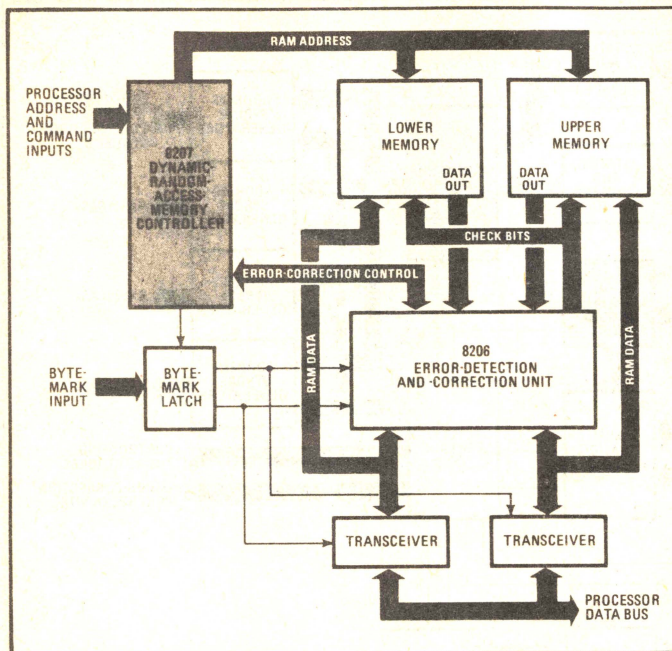 RAM ADDRESS
PROCESSOR
ADDRESS
AND
COMMAND
INPUTS
8207
DYNAMIC-
RANDOM-
ACCESS-
MEMORY
CONTROLLER
LOWER
MEMORY
UPPER
MEMORY
DATA
OUT
DATA
OUT
CHECK BITS
ERROR-CORRECTION CONTROL
RAM DATA
RAM DATA
8206
ERROR-DETECTION
AND -CORRECTION UNIT
BYTE-
MARK
INPUT
BYTE-
MARK
LATCH
TRANSCEIVER
TRANSCEIVER
PROCESSOR
DATA BUS